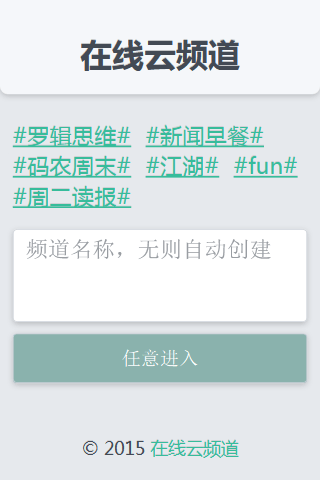 在线云频道
#罗辑思维# #新闻早餐#
#码农周末# #江湖# #fun#
#周二读报#
频道名称，无则自动创建
任意进入
© 2015 在线云频道